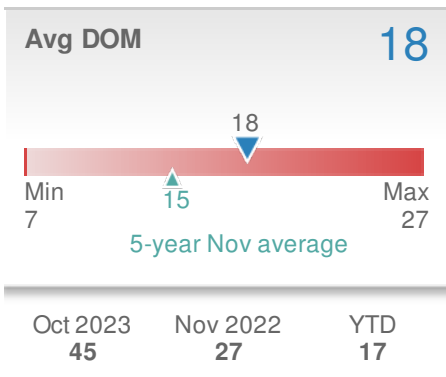 Avg DOM 18
18
Min Max
15
7 27
5-year Nov average
Oct 2023 Nov 2022 YTD
45 27 17